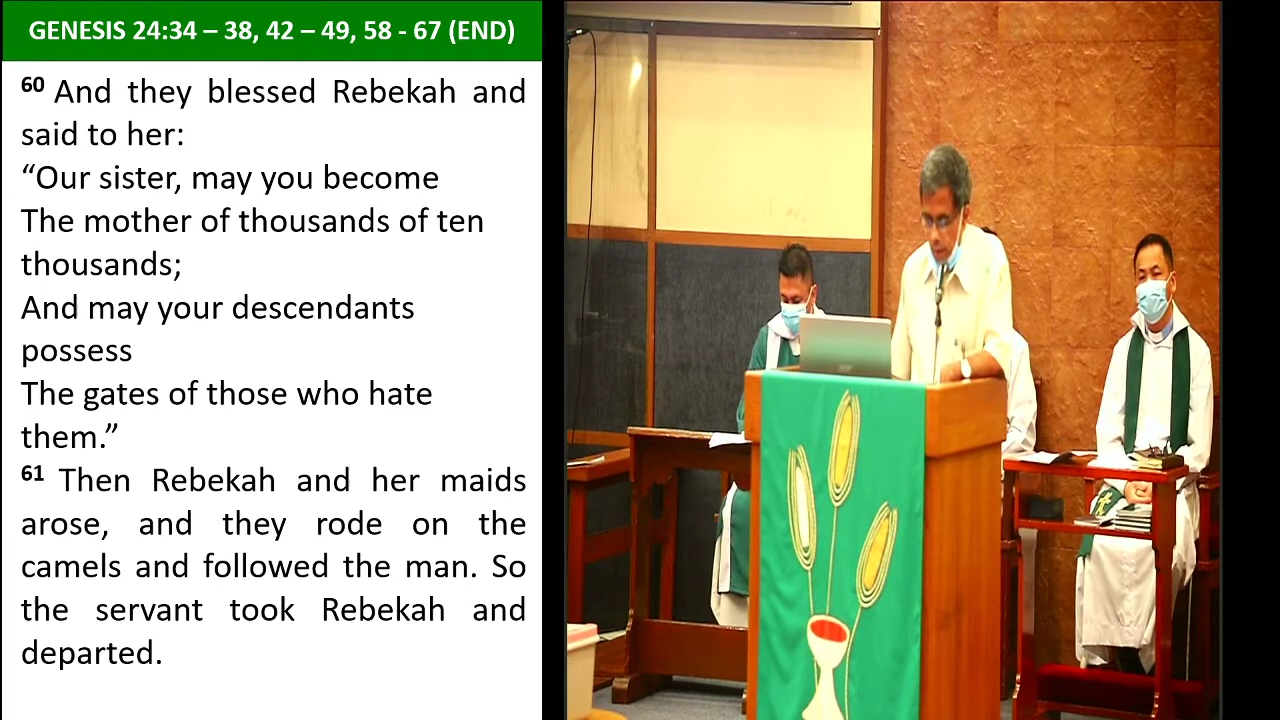 GENESIS 24:34 – 38, 42 – 49, 58 - 67 (END)
60 And they blessed Rebekah and
said to her:
“Our sister, may you become
The mother of thousands of ten
thousands;
And may your descendants
possess
The gates of those who hate
them.”
61 Then Rebekah and her maids
arose, and they rode on the
camels and followed the man. So
the servant took Rebekah and
departed.